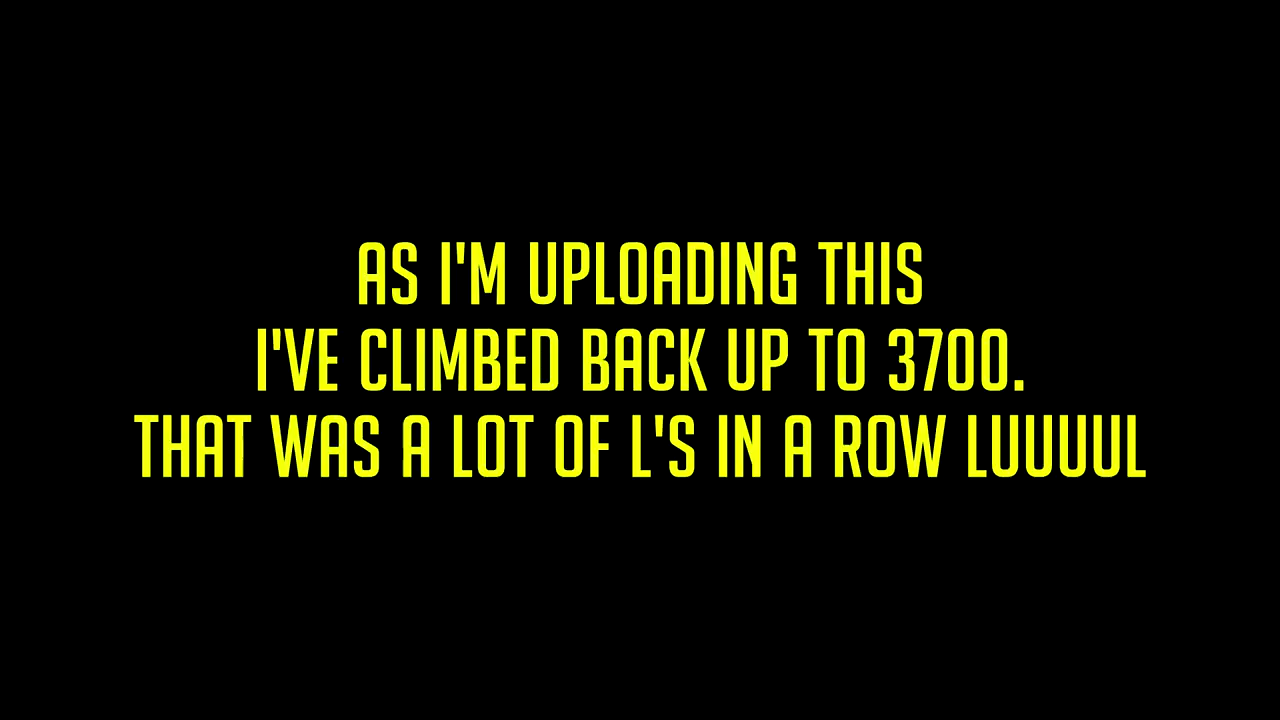 AS I'M UPLOADING THIS
I'VE CLIMBED BACK UP TO 3700.
THAT WAS A LOT OF L'S IN A ROW LUUUUL